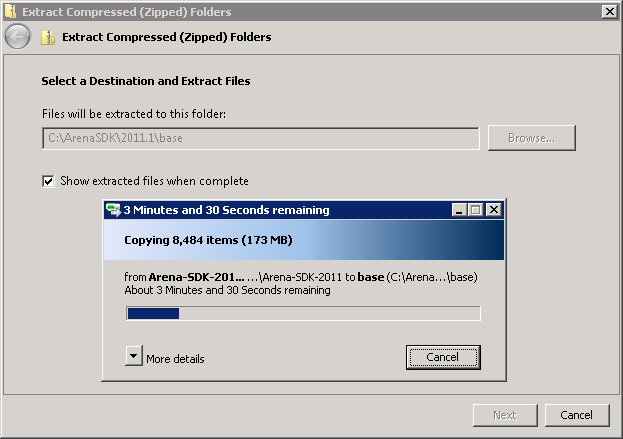 Extract Compressed (Zipped) Folders
Extract Compressed (Zipped) Folders
Select a Destination and Extract Files
Files will be extracted to this folder:
C:\ArenaSDK\2011.1\base
Browse...
Show extracted files when complete
3 Minutes and 30 Seconds remaining
Copying 8,484 items (173 MB)
from Arena-SDK-201... ...\Arena-SDK-2011 to base (C:\Arena...\base)
About 3 Minutes and 30 Seconds remaining
More details
Cancel
Next
Cancel